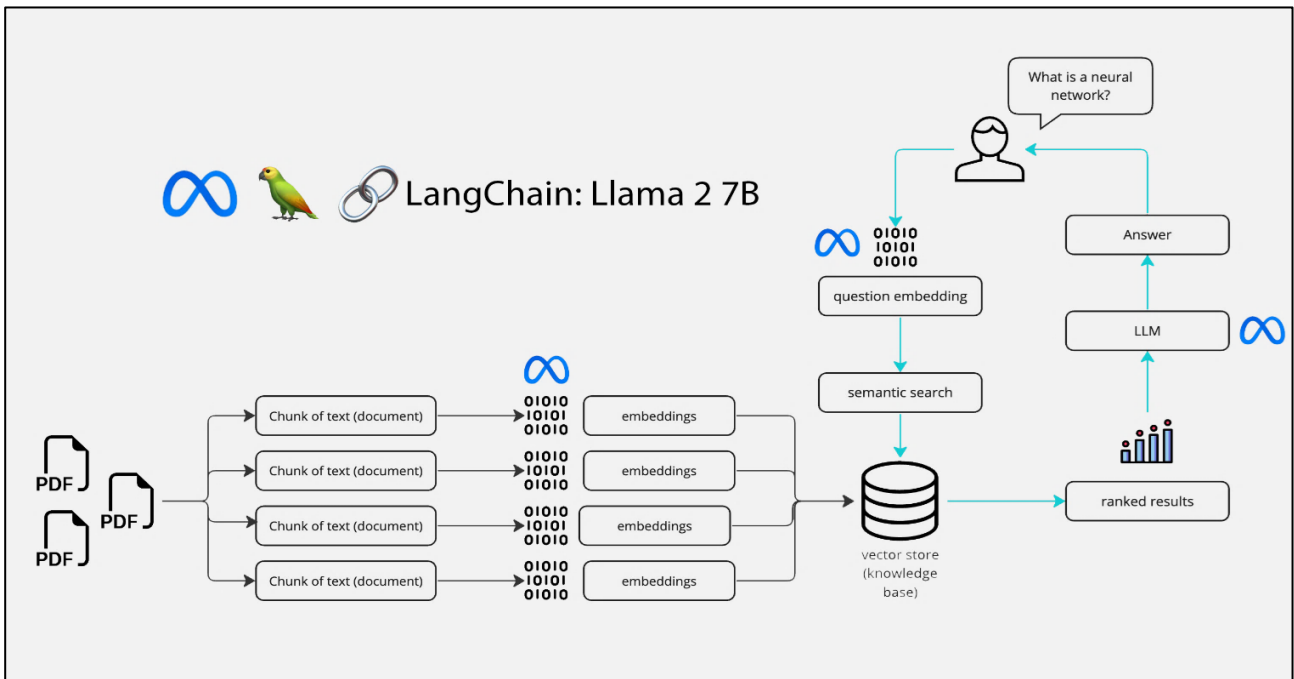 What is a neural
network?
LangChain: Llama 2 7B
01010
10101
01010
question embedding
semantic search
Answer
LLM
ranked results
PDF
PDF
PDF
Chunk of text (document)
01010
10101
01010
embeddings
Chunk of text (document)
01010
10101
01010
embeddings
Chunk of text (document)
01010
10101
01010
embeddings
Chunk of text (document)
01010
10101
01010
embeddings
vector store
(knowledge
base)